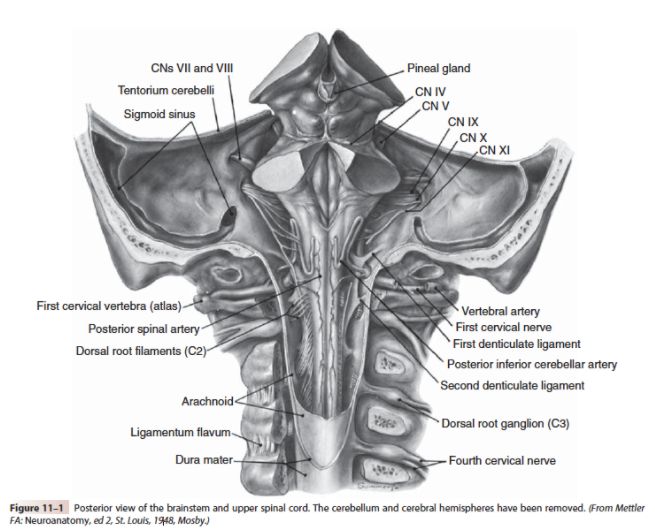 CNs VII and VIII
Tentorium cerebelli
Sigmoid sinus
Pineal gland
CN IV
CN V
CN IX
CN X
CN XI
First cervical vertebra (atlas)
Posterior spinal artery
Dorsal root filaments (C2)
Arachnoid
Ligamentum flavum
Dura mater
Vertebral artery
First cervical nerve
First denticulate ligament
Posterior inferior cerebellar artery
Second denticulate ligament
Dorsal root ganglion (C3)
Fourth cervical nerve
Figure 11–1 Posterior view of the brainstem and upper spinal cord. The cerebellum and cerebral hemispheres have been removed. (From Mettler
FA: Neuroanatomy, ed 2, St. Louis, 1948, Mosby.)